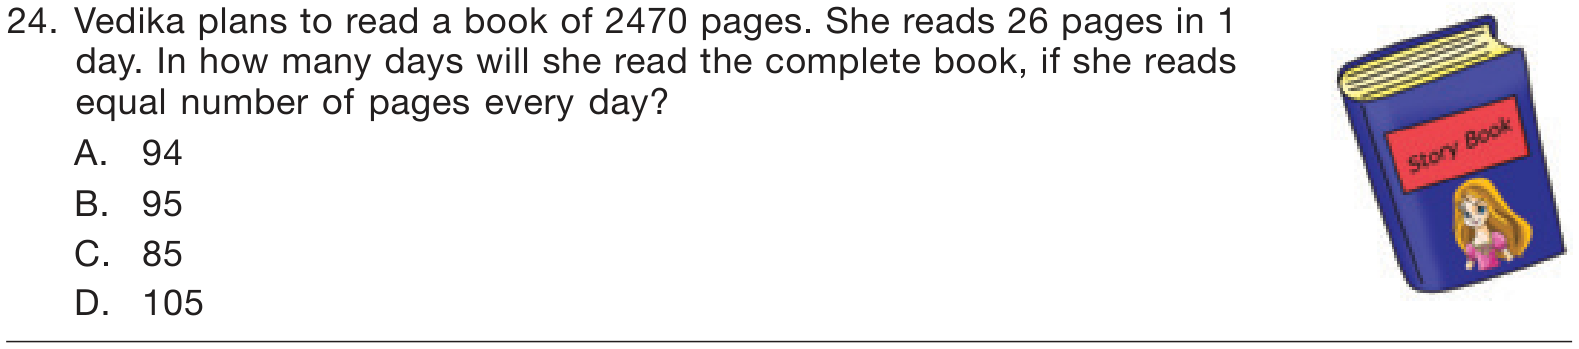 24. Vedika plans to read a book of 2470 pages. She reads 26 pages in 1
day. In how many days will she read the complete book, if she reads
equal number of pages every day?
A. 94
B. 95
C. 85
D. 105
Story Book